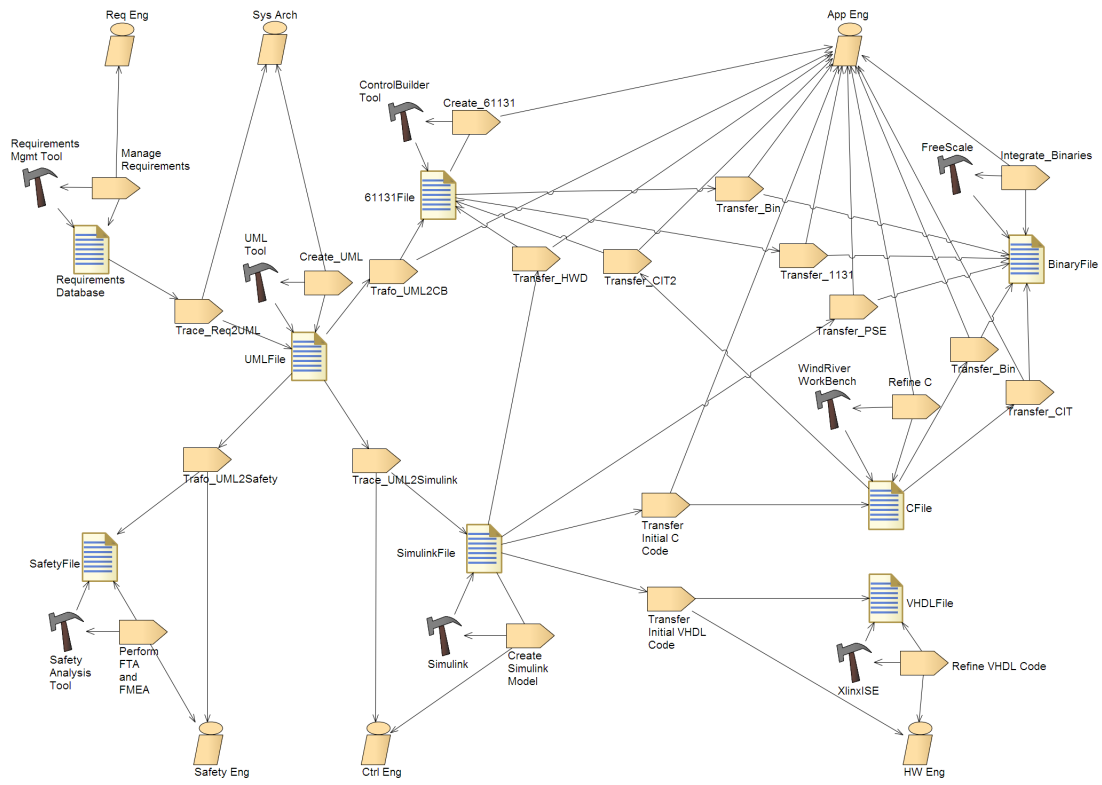 Req Eng
Sys Arch
App Eng
ControlBuilder
Tool
Create_61131
Requirements
Mgmt Tool
Manage
Requirements
FreeScale
Integrate_Binaries
61131File
Transfer_Bin
UML
Tool
Create_UML
Requirements
Database
Trafo_UML2CB
Transfer_HWD
Transfer_CIT2
Transfer_1131
BinaryFile
Trace_Req2UML
Transfer_PSE
UMLFile
WindRiver
WorkBench
Refine C
Transfer_Bin
Transfer_CIT
Trafo_UML2Safety
Trace_UML2Simulink
Transfer
Initial C
Code
CFile
SafetyFile
SimulinkFile
VHDLFile
Transfer
Initial VHDL
Code
Safety
Analysis
Tool
Perform
FTA
and
FMEA
Simulink
Create
Simulink
Model
XlinxISE
Refine VHDL Code
Safety Eng
Ctrl Eng
HW Eng